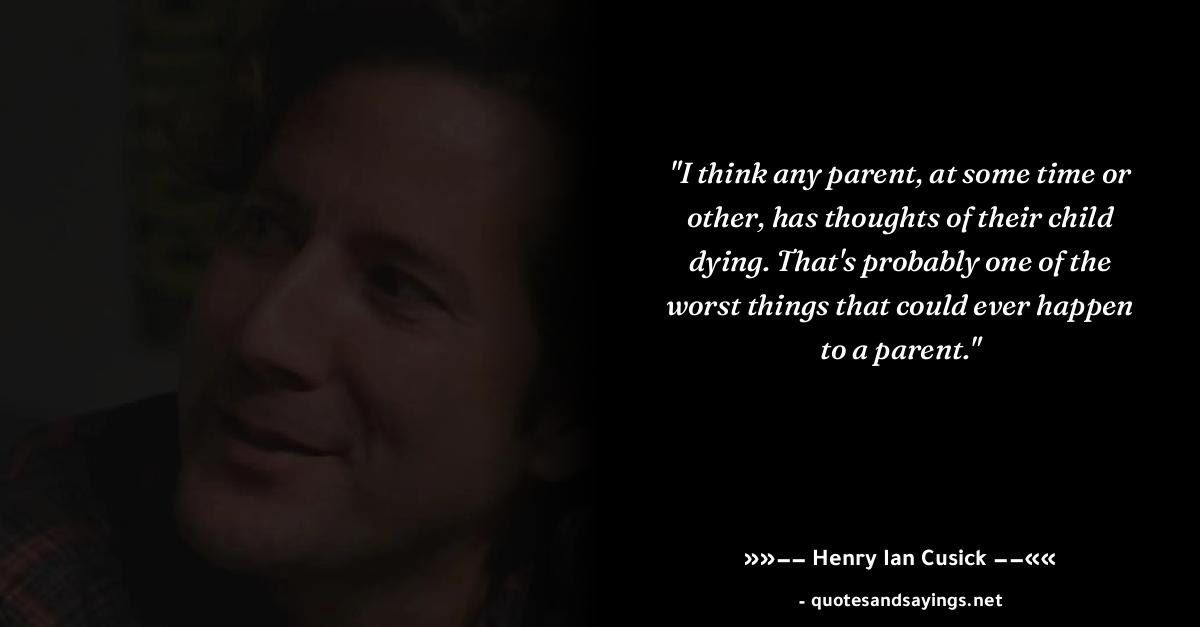 "I think any parent, at some time or
other, has thoughts of their child
dying. That's probably one of the
worst things that could ever happen
to a parent."
»»–– Henry Ian Cusick ––««
- quotesandsayings.net